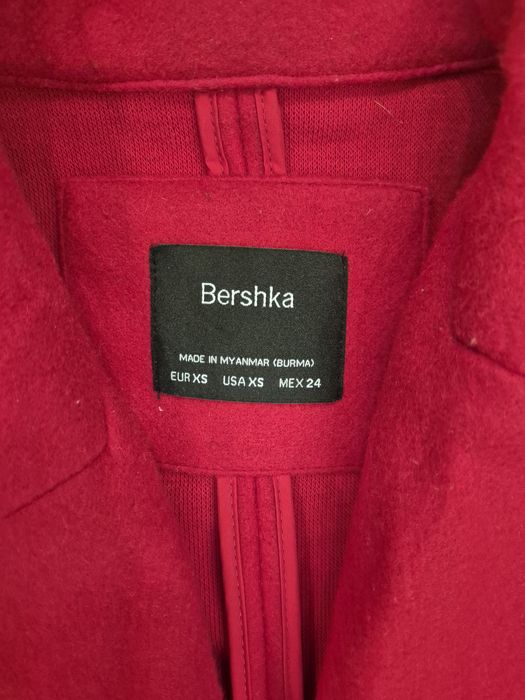 Bershka
MADE IN MYANMAR (BURMA)
EUR XS USA XS MEX 24